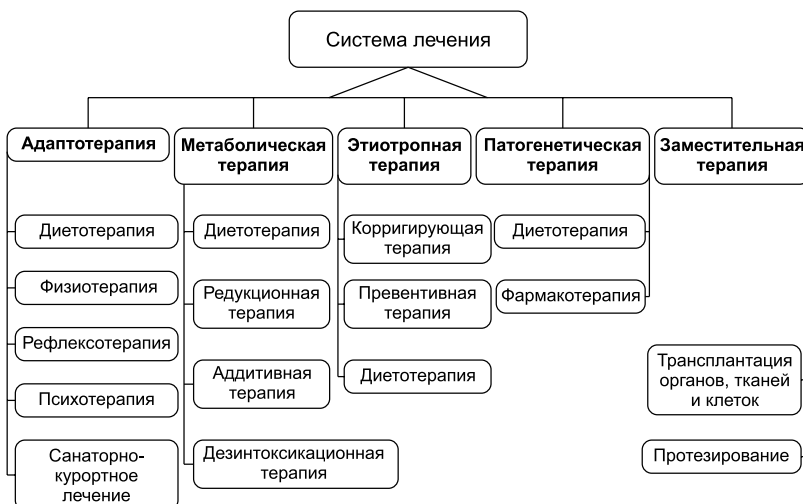 Система лечения
Адаптотерапия
Диетотерапия
Физиотерапия
Рефлексотерапия
Психотерапия
Санаторно-
курортное
лечение
Метаболическая
терапия
Диетотерапия
Редукционная
терапия
Аддитивная
терапия
Дезинтоксикационная
терапия
Этиотропная
терапия
Корригирующая
терапия
Превентивная
терапия
Диетотерапия
Патогенетическая
терапия
Диетотерапия
Фармакотерапия
Заместительная
терапия
Трансплантация
органов, тканей
и клеток
Протезирование